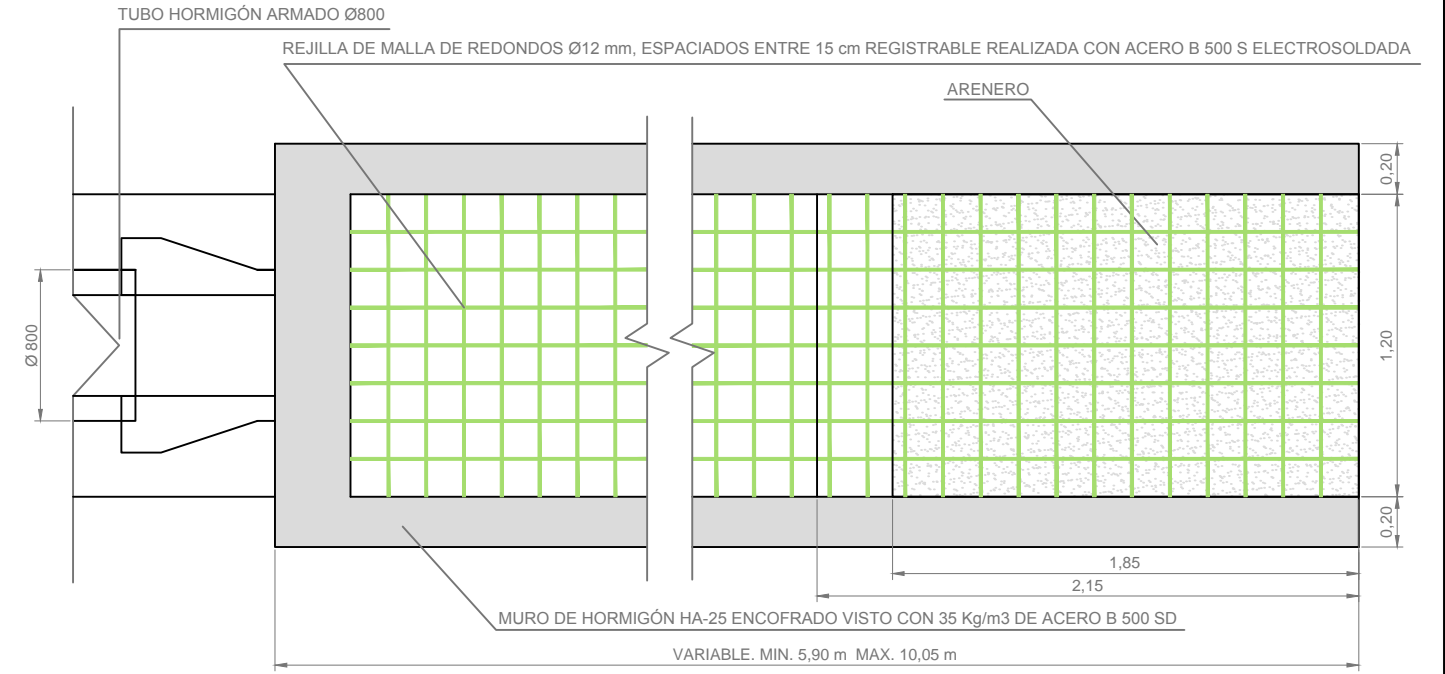 TUBO HORMIGÓN ARMADO Ø800
REJILLA DE MALLA DE REDONDOS Ø12 mm, ESPACIADOS ENTRE 15 cm REGISTRABLE REALIZADA CON ACERO B 500 S ELECTROSOLDADA
ARENERO
0,20
Ø 800
1,20
0,20
1,85
2,15
MURO DE HORMIGÓN HA-25 ENCOFRADO VISTO CON 35 Kg/m3 DE ACERO B 500 SD
VARIABLE. MIN. 5,90 m MAX. 10,05 m